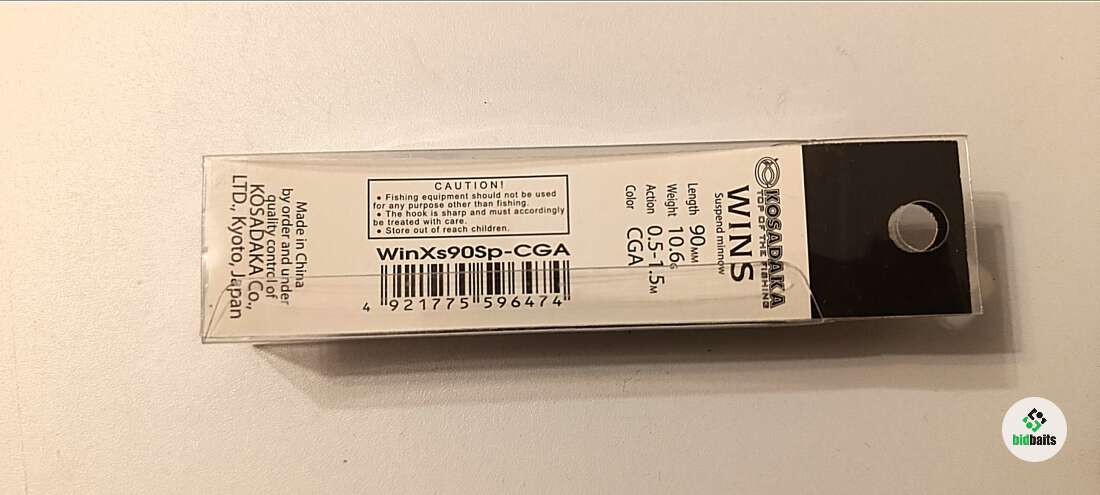 KOSADAKA
TOP OF THE FISHING
WINS
Suspend minnow
Length 90MM
Weight 10.6G
Action 0.5-1.5M
Color CGA
CAUTION!
• Fishing equipment should not be used
for any purpose other than fishing.
• The hook is sharp and must accordingly
be treated with care.
• Store out of reach children.
WinXs90Sp-CGA
4 921775 596474
Made in China
by order and under
quality control of
KOSADAKA Co.,
LTD., Kyoto, Japan
bidbaits